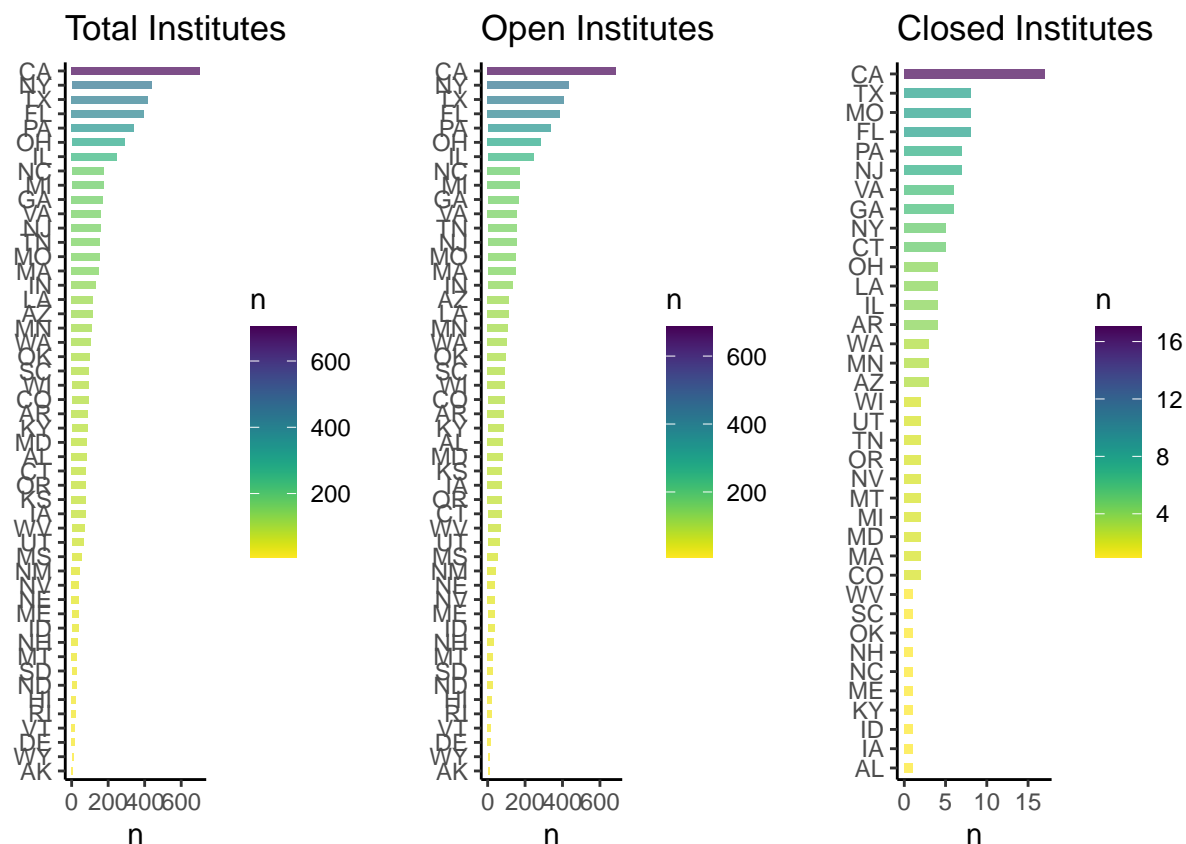 Total Institutes
CA
NY
TX
FL
PA
OH
IL
NC
MI
GA
VA
NJ
TN
MO
MA
IN
LA
AZ
MN
WA
OK
SC
WI
CO
AR
KY
MD
AL
CT
OR
KS
IA
WV
UT
MS
NM
NV
NE
ME
ID
NH
MT
SD
ND
HI
RI
VT
DE
WY
AK
0 200 400 600
n
n
600
400
200
Open Institutes
CA
NY
TX
FL
PA
OH
IL
NC
MI
GA
VA
TN
NJ
MO
MA
IN
AZ
LA
MN
WA
OK
SC
WI
CO
AR
KY
AL
MD
KS
IA
OR
CT
WV
UT
MS
NM
NE
NV
ME
ID
NH
MT
SD
ND
HI
RI
VT
DE
WY
AK
0 200 400 600
n
n
600
400
200
Closed Institutes
CA
TX
MO
FL
PA
NJ
VA
GA
NY
CT
OH
LA
IL
AR
WA
MN
AZ
WI
UT
TN
OR
NV
MT
MI
MD
MA
CO
WV
SC
OK
NH
NC
ME
KY
ID
IA
AL
0 5 10 15
n
n
16
12
8
4